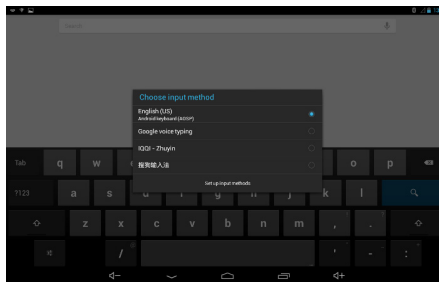 Search
Choose input method
English (US)
Android keyboard (AOSP)
Google voice typing
IQQI - Zhuyin
搜狗输入法
Set up input methods
Tab q w o p
?123 a s g j k l
z x c v b n m , .
/ ' - :